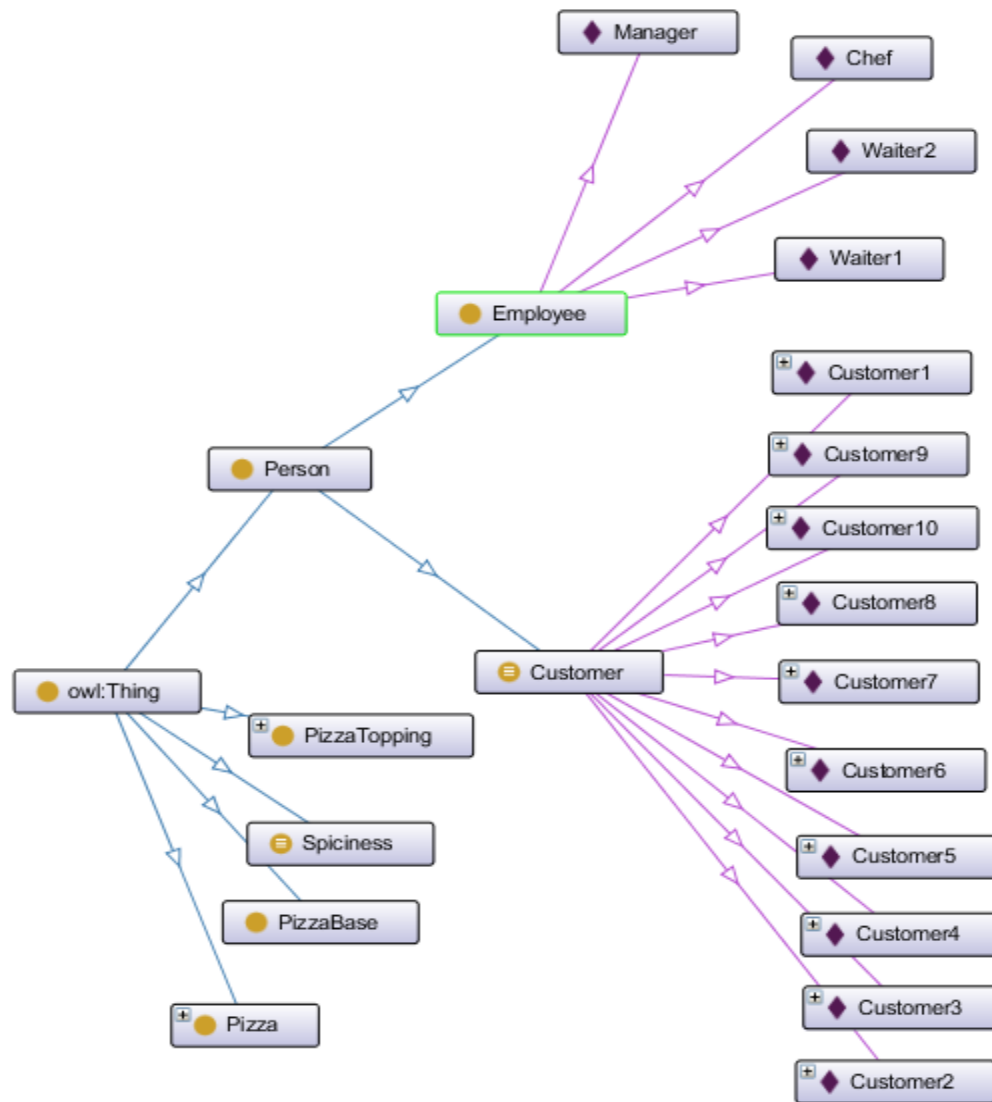 Manager
Chef
Waiter2
Waiter1
Employee
Customer1
Customer9
Person
Customer10
Customer8
Customer
Customer7
owl:Thing
PizzaTopping
Customer6
Spiciness
Customer5
PizzaBase
Customer4
Customer3
Pizza
Customer2